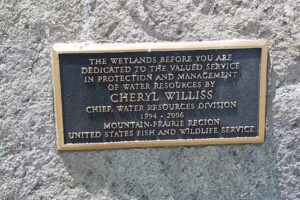 THE WETLANDS BEFORE YOU ARE
DEDICATED TO THE VALUED SERVICE
IN PROTECTION AND MANAGEMENT
OF WATER RESOURCES BY
CHERYL WILLISS
CHIEF, WATER RESOURCES DIVISION
1994 - 2006
MOUNTAIN-PRAIRIE REGION
UNITED STATES FISH AND WILDLIFE SERVICE